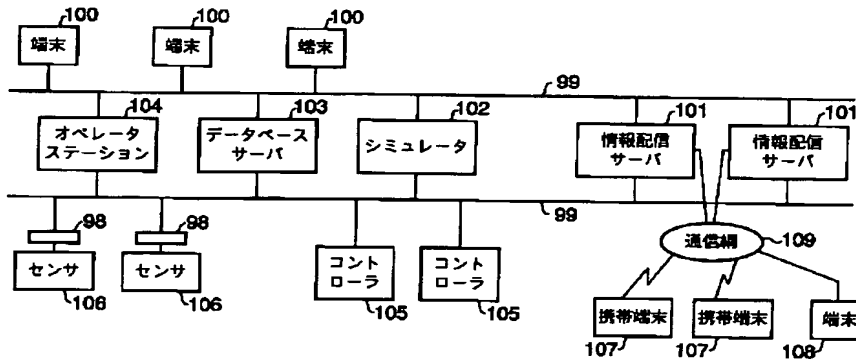 100
100
100
端末
端末
端末
99
104
103
102
101
101
オペレータ
ステーション
データベース
サーバ
シミュレータ
情報配信
サーバ
情報配信
サーバ
99
98
98
センサ
センサ
106
106
コント
ローラ
コント
ローラ
105
105
通信網
109
携帯端末
携帯端末
端末
107
107
108